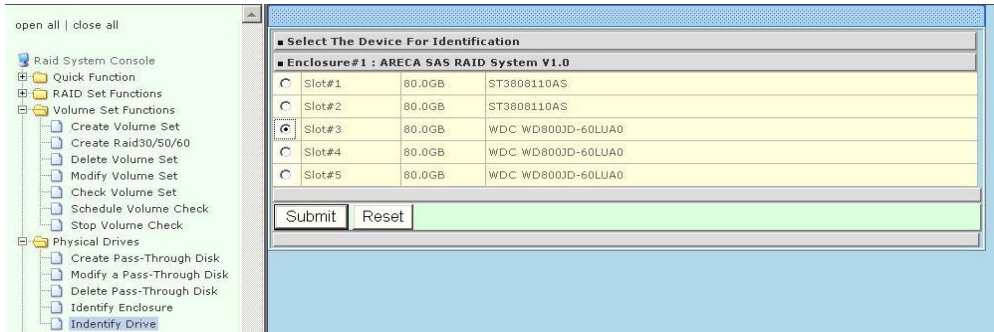 open all | close all
Raid System Console
Quick Function
RAID Set Functions
Volume Set Functions
Create Volume Set
Create Raid30/50/60
Delete Volume Set
Modify Volume Set
Check Volume Set
Schedule Volume Check
Stop Volume Check
Physical Drives
Create Pass-Through Disk
Modify a Pass-Through Disk
Delete Pass-Through Disk
Identify Enclosure
Indentify Drive
Select The Device For Identification
Enclosure#1 : ARECA SAS RAID System V1.0
Slot#1 80.0GB ST3808110AS
Slot#2 80.0GB ST3808110AS
Slot#3 80.0GB WDC WD800JD-60LUA0
Slot#4 80.0GB WDC WD800JD-60LUA0
Slot#5 80.0GB WDC WD800JD-60LUA0
Submit Reset